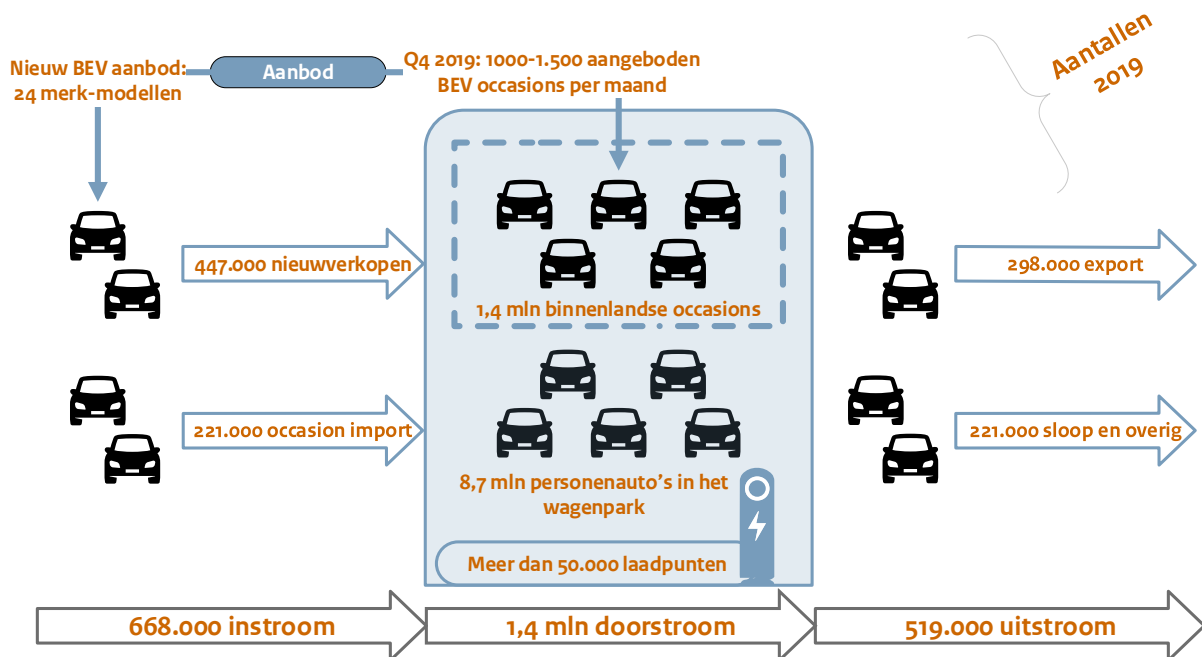 Nieuw BEV aanbod:
24 merk-modellen
Aanbod
Q4 2019: 1000-1.500 aangeboden
BEV occasions per maand
Aantallen
2019
447.000 nieuwverkopen
1,4 mln binnenlandse occasions
298.000 export
221.000 occasion import
8,7 mln personenauto’s in het
wagenpark
221.000 sloop en overig
Meer dan 50.000 laadpunten
668.000 instroom
1,4 mln doorstroom
519.000 uitstroom